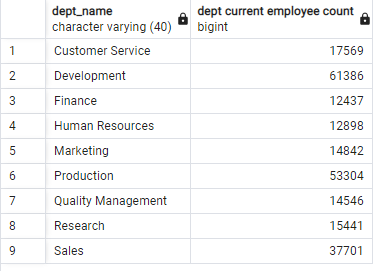 dept_name dept current employee count
character varying (40) bigint
1 Customer Service 17569
2 Development 61386
3 Finance 12437
4 Human Resources 12898
5 Marketing 14842
6 Production 53304
7 Quality Management 14546
8 Research 15441
9 Sales 37701